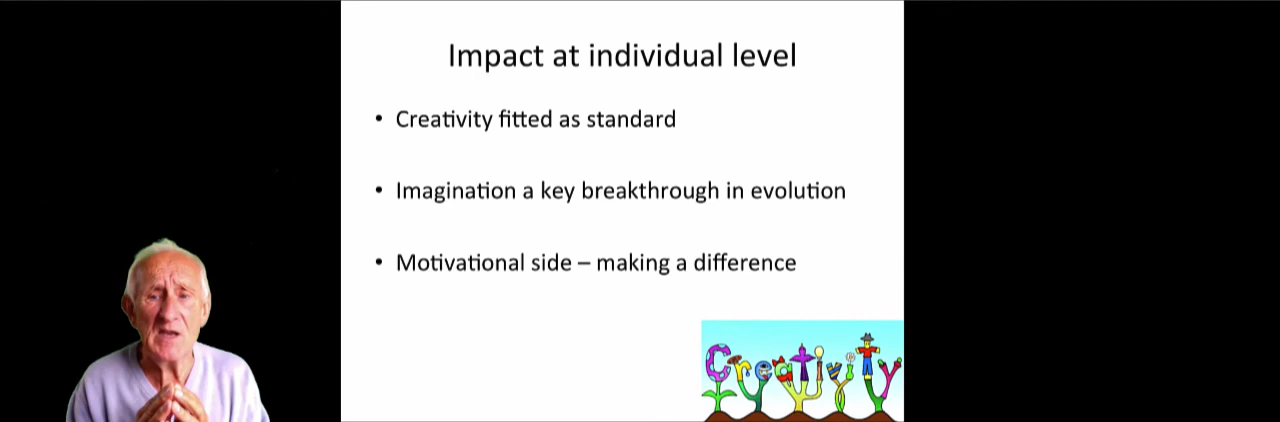 Impact at individual level
• Creativity fitted as standard
• Imagination a key breakthrough in evolution
• Motivational side – making a difference
Creativity